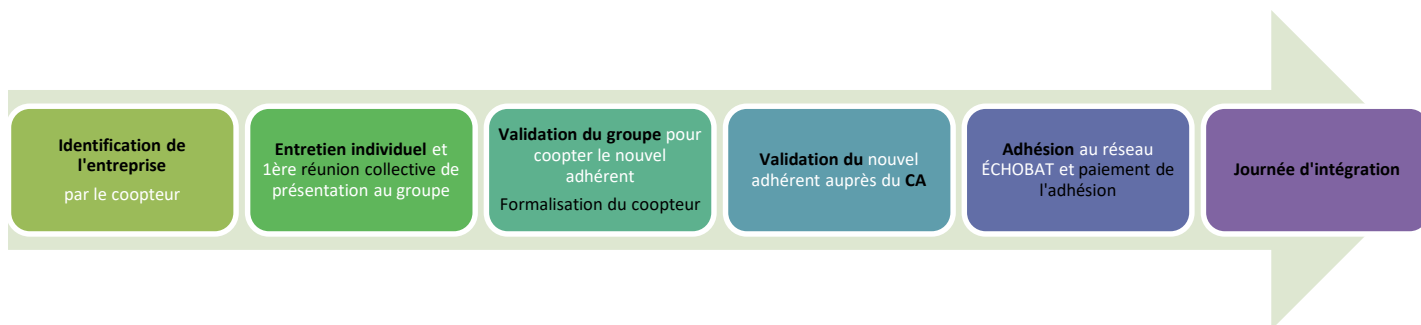 Identification de
l'entreprise
par le coopteur
Entretien individuel et
1ère réunion collective de
présentation au groupe
Validation du groupe pour
coopter le nouvel
adhérent
Formalisation du coopteur
Validation du nouvel
adhérent auprès du CA
Adhésion au réseau
ÉCHOBAT et paiement de
l'adhésion
Journée d'intégration